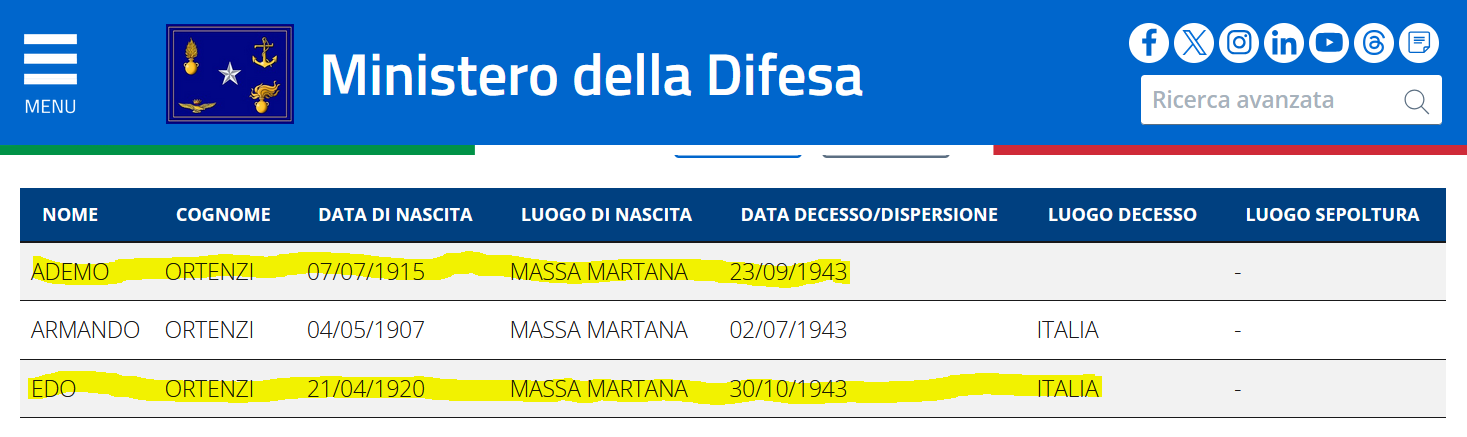 MENU
Ministero della Difesa
Ricerca avanzata
NOME COGNOME DATA DI NASCITA LUOGO DI NASCITA DATA DECESSO/DISPERSIONE LUOGO DECESSO LUOGO SEPOLTURA
ADEMO ORTENZI 07/07/1915 MASSA MARTANA 23/09/1943 -
ARMANDO ORTENZI 04/05/1907 MASSA MARTANA 02/07/1943 ITALIA -
EDO ORTENZI 21/04/1920 MASSA MARTANA 30/10/1943 ITALIA -